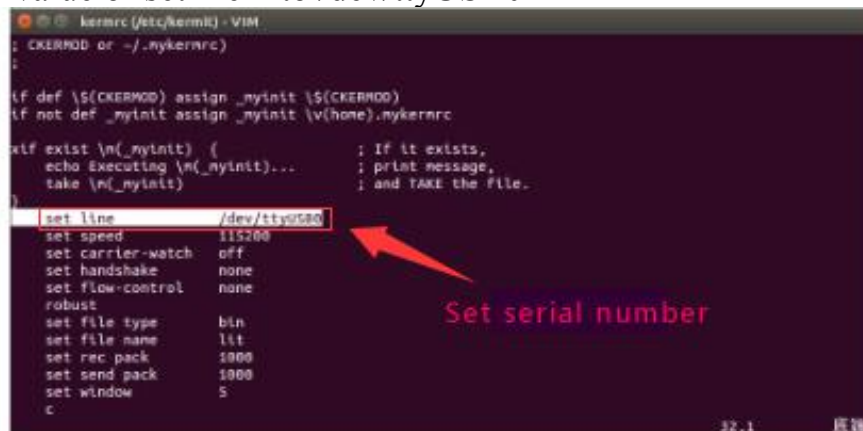 kermrc (/etc/kermit) - VIM
; CKERMOD or ~/.mykermrc)
;
if def \$(CKERMOD) assign _myinit \$(CKERMOD)
if not def _myinit assign _myinit \v(home).mykermrc
xif exist \m(_myinit) { ; If it exists,
echo Executing \m(_myinit)... ; print message,
take \m(_myinit) ; and TAKE the file.
}
set line /dev/ttyUSB0
set speed 115200
set carrier-watch off
set handshake none
set flow-control none
robust
set file type bin
set file name lit
set rec pack 1000
set send pack 1000
set window 5
c
Set serial number
32,1 底端